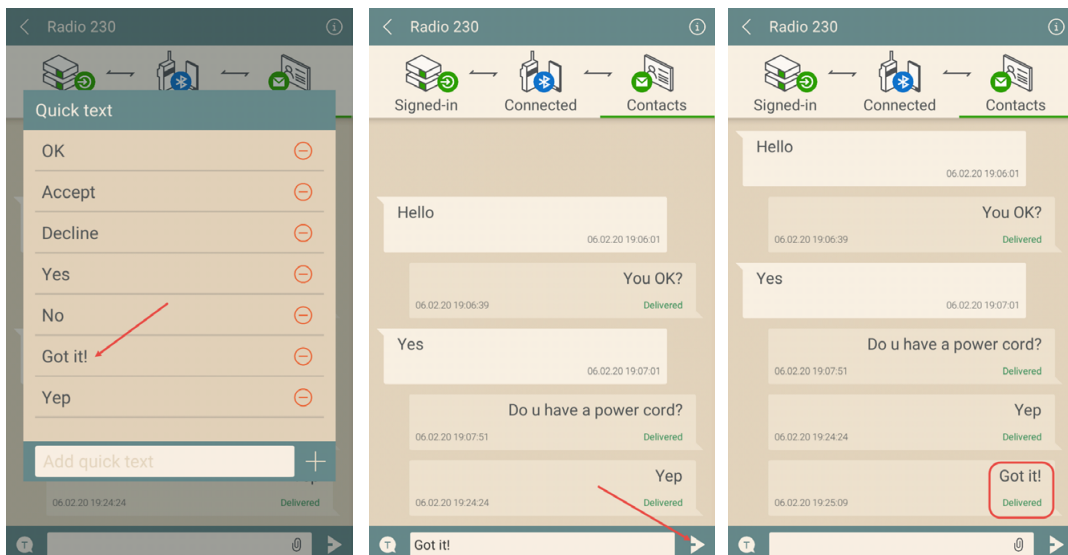 Radio 230
Quick text
OK
Accept
Decline
Yes
No
Got it!
Yep
Add quick text
06.02.20 19:24:24 Delivered
T
Radio 230
Signed-in Connected Contacts
Hello
06.02.20 19:06:01
You OK?
06.02.20 19:06:39 Delivered
Yes
06.02.20 19:07:01
Do u have a power cord?
06.02.20 19:07:51 Delivered
Yep
06.02.20 19:24:24 Delivered
T Got it!
Radio 230
Signed-in Connected Contacts
Hello
06.02.20 19:06:01
You OK?
06.02.20 19:06:39 Delivered
Yes
06.02.20 19:07:01
Do u have a power cord?
06.02.20 19:07:51 Delivered
Yep
06.02.20 19:24:24 Delivered
Got it!
06.02.20 19:25:09 Delivered
T